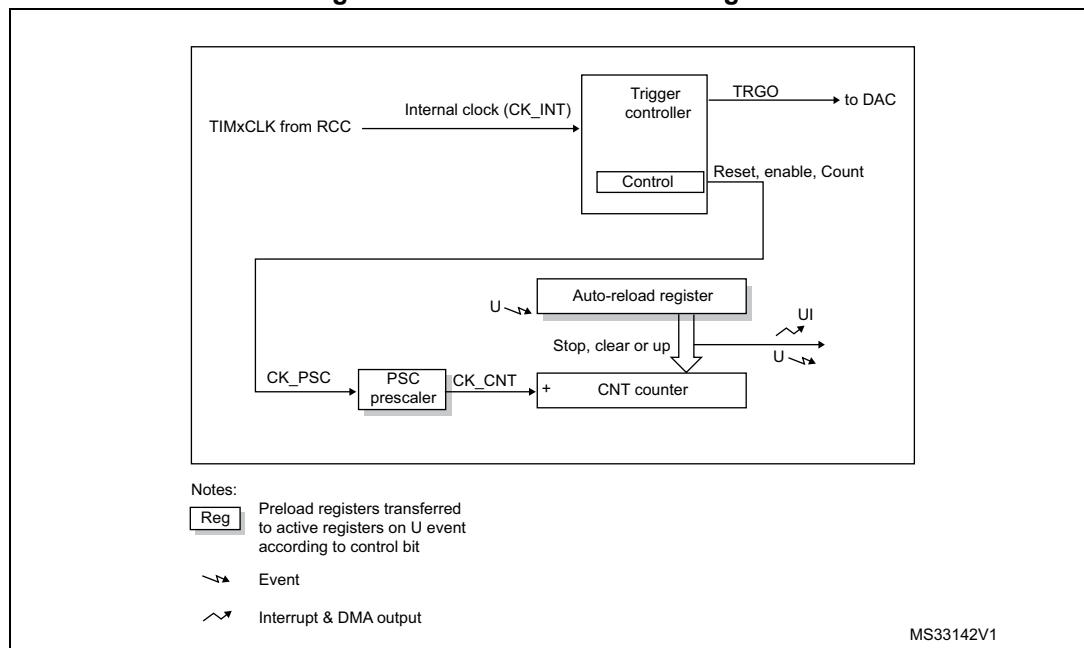 Trigger
controller
TRGO
to DAC
Internal clock (CK_INT)
TIMxCLK from RCC
Control
Reset, enable, Count
Auto-reload register
U
UI
Stop, clear or up
U
CK_PSC
PSC
prescaler
CK_CNT
+
CNT counter
Notes:
Reg
Preload registers transferred
to active registers on U event
according to control bit
Event
Interrupt & DMA output
MS33142V1